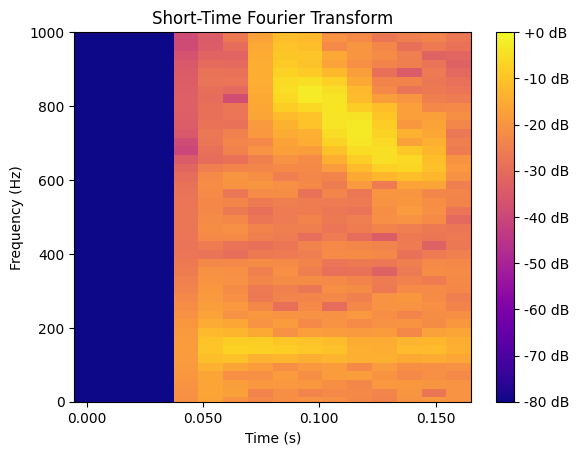 Short-Time Fourier Transform
1000
800
600
400
200
0
Frequency (Hz)
0.000
0.050
0.100
0.150
Time (s)
+0 dB
-10 dB
-20 dB
-30 dB
-40 dB
-50 dB
-60 dB
-70 dB
-80 dB